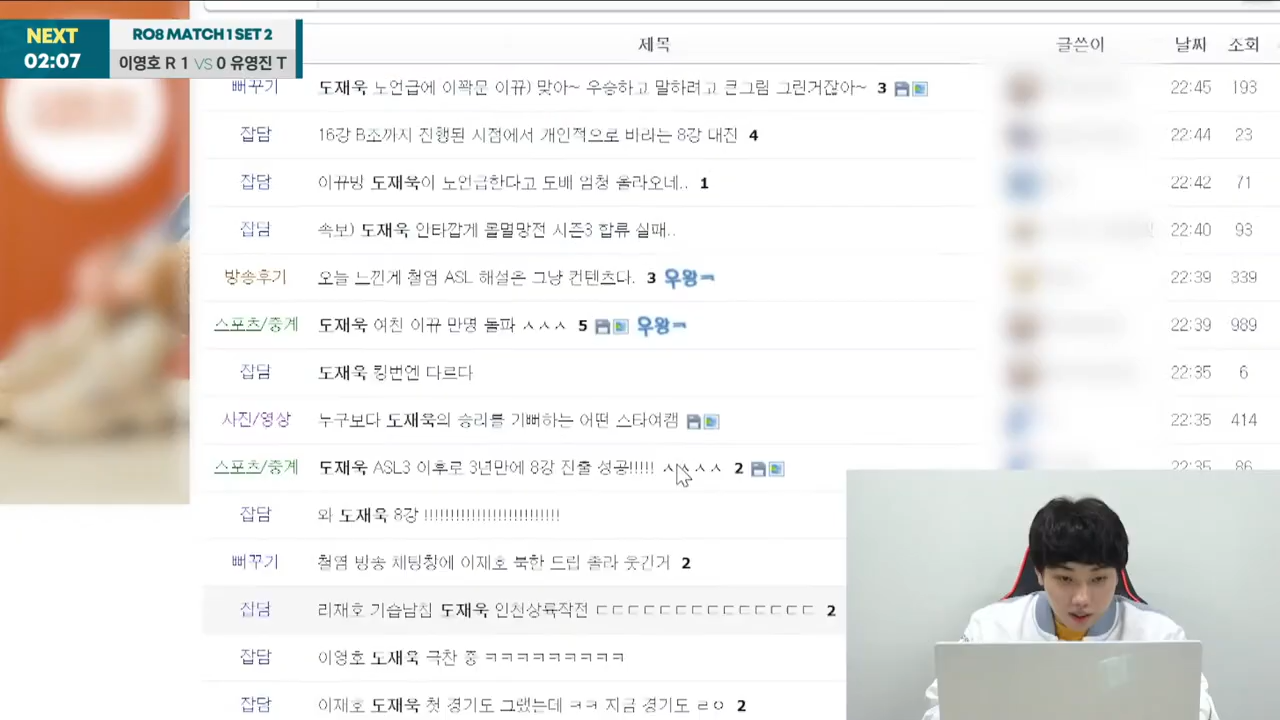 NEXT
02:07
RO8 MATCH 1 SET 2
이영호 R 1 VS 0 유영진 T
제목 글쓴이 날짜 조회
뻐꾸기 도재욱 노언급에 이짝문 이뀨) 맞아~ 우승하고 말하려고 큰그림 그린거잖아~ 3 22:45 193
잡담 16강 B조까지 진행된 시점에서 개인적으로 바라는 8강 대진 4 22:44 23
잡담 이뀨방 도재욱이 노언급한다고 도배 엄청 올라오네.. 1 22:42 71
잡담 속보) 도재욱 안타깝게 롤멸망전 시즌3 합류 실패.. 22:40 93
방송후기 오늘 느낀게 철염 ASL 해설은 그냥 컨텐츠다. 3 우왕ㅋ 22:39 339
스포츠/중계 도재욱 여친 이뀨 만명 돌파 ㅅㅅㅅ 5 우왕ㅋ 22:39 989
잡담 도재욱 킹번엔 다르다 22:35 6
사진/영상 누구보다 도재욱의 승리를 기뻐하는 어떤 스타여캠 22:35 414
스포츠/중계 도재욱 ASL3 이후로 3년만에 8강 진출 성공!!!!! ㅅㅅㅅㅅ 2 22:35 86
잡담 와 도재욱 8강 !!!!!!!!!!!!!!!!!!!!!!!!!!
뻐꾸기 철염 방송 채팅창에 이재호 북한 드립 졸라 웃긴거 2
잡담 리재호 기습남침 도재욱 인천상륙작전 ㄷㄷㄷㄷㄷㄷㄷㄷㄷㄷㄷㄷㄷㄷ 2
잡담 이영호 도재욱 극찬 중 ㅋㅋㅋㅋㅋㅋㅋㅋㅋ
잡담 이재호 도재욱 첫 경기도 그랬는데 ㅋㅋ 지금 경기도 ㄹㅇ 2